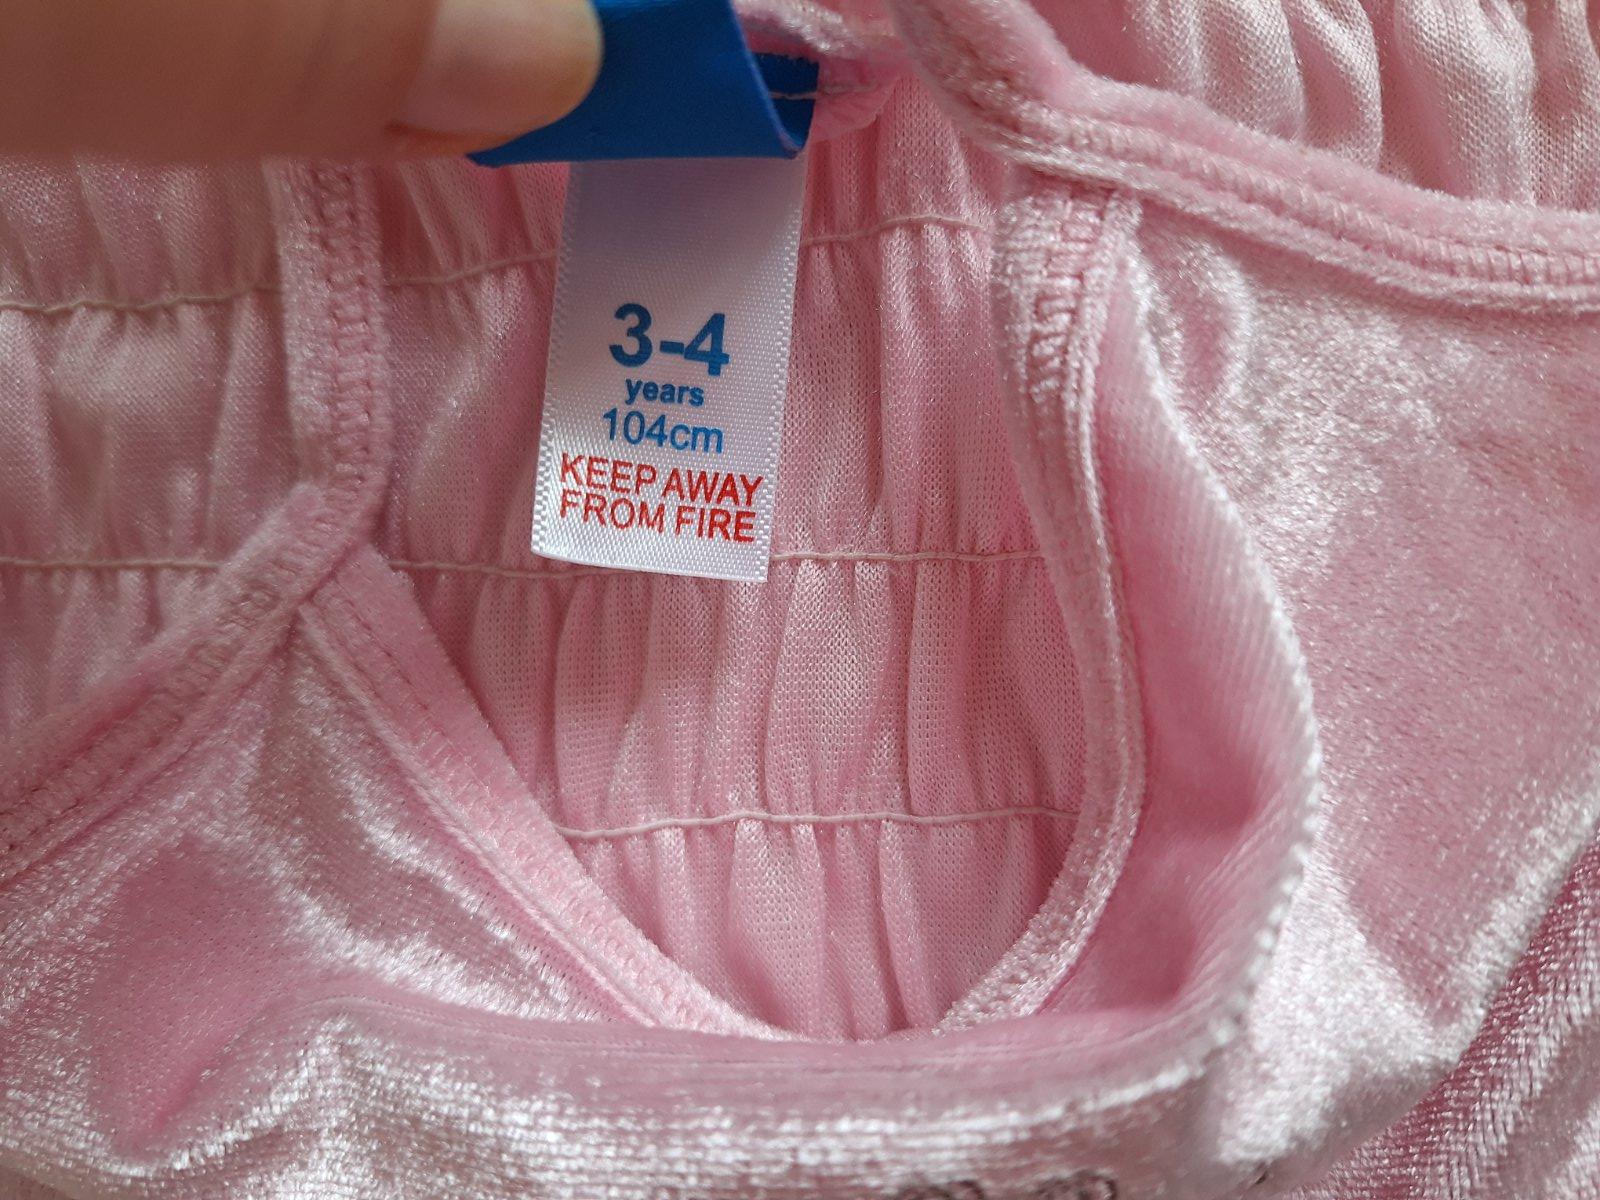 3-4
years
104cm
KEEP AWAY
FROM FIRE